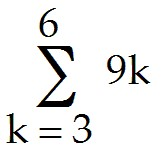 6
∑ 9k
k = 3